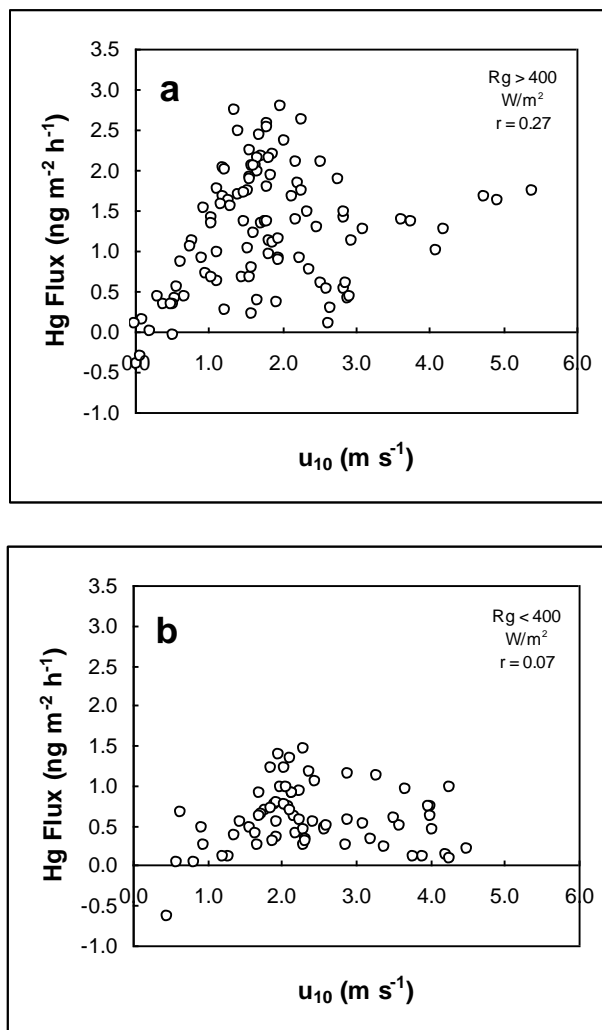 a
Rg > 400
W/m²
r = 0.27
3.5
3.0
2.5
2.0
1.5
1.0
0.5
0.0
-0.5
-1.0
0.0
1.0
2.0
3.0
4.0
5.0
6.0
Hg Flux (ng m⁻² h⁻¹)
u₁₀ (m s⁻¹)
b
Rg < 400
W/m²
r = 0.07
3.5
3.0
2.5
2.0
1.5
1.0
0.5
0.0
-0.5
-1.0
0.0
1.0
2.0
3.0
4.0
5.0
6.0
Hg Flux (ng m⁻² h⁻¹)
u₁₀ (m s⁻¹)